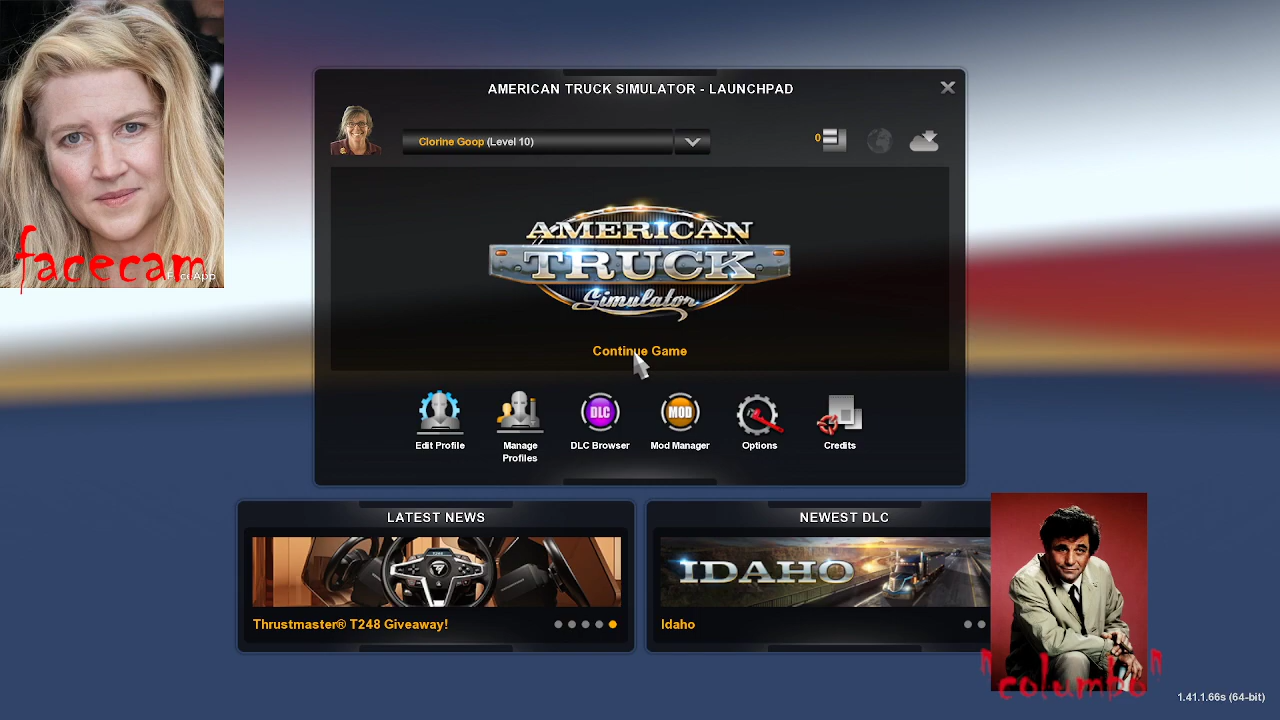 AMERICAN TRUCK SIMULATOR - LAUNCHPAD
Clorine Goop (Level 10)
0
facecam
FaceApp
AMERICAN
TRUCK
Simulator
Continue Game
DLC
MOD
Edit Profile
Manage
Profiles
DLC Browser
Mod Manager
Options
Credits
LATEST NEWS
T248
Thrustmaster® T248 Giveaway!
NEWEST DLC
IDAHO
Idaho
"columbo"
1.41.1.66s (64-bit)